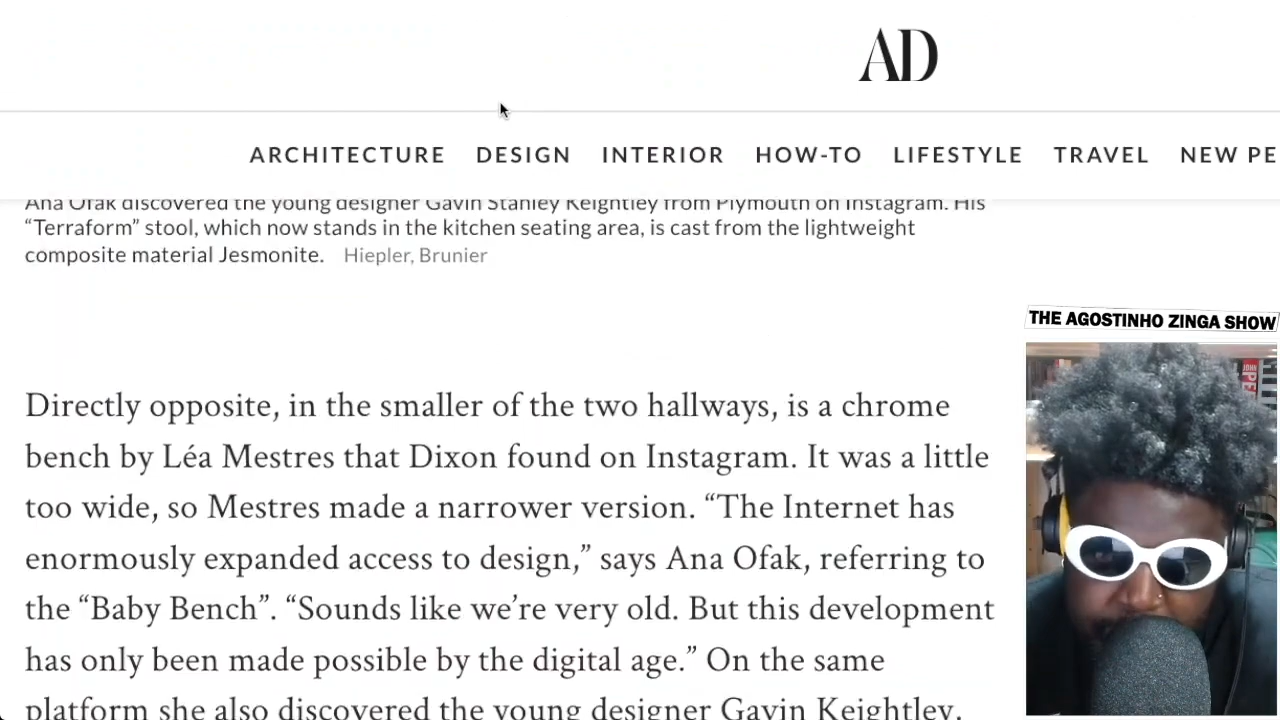 AD
ARCHITECTURE DESIGN INTERIOR HOW-TO LIFESTYLE TRAVEL NEW PE
Ana Ofak discovered the young designer Gavin Stanley Keightley from Plymouth on Instagram. His
“Terraform” stool, which now stands in the kitchen seating area, is cast from the lightweight
composite material Jesmonite. Hiepler, Brunier
THE AGOSTINHO ZINGA SHOW
Directly opposite, in the smaller of the two hallways, is a chrome
bench by Léa Mestres that Dixon found on Instagram. It was a little
too wide, so Mestres made a narrower version. “The Internet has
enormously expanded access to design,” says Ana Ofak, referring to
the “Baby Bench”. “Sounds like we’re very old. But this development
has only been made possible by the digital age.” On the same
platform she also discovered the young designer Gavin Keightley.